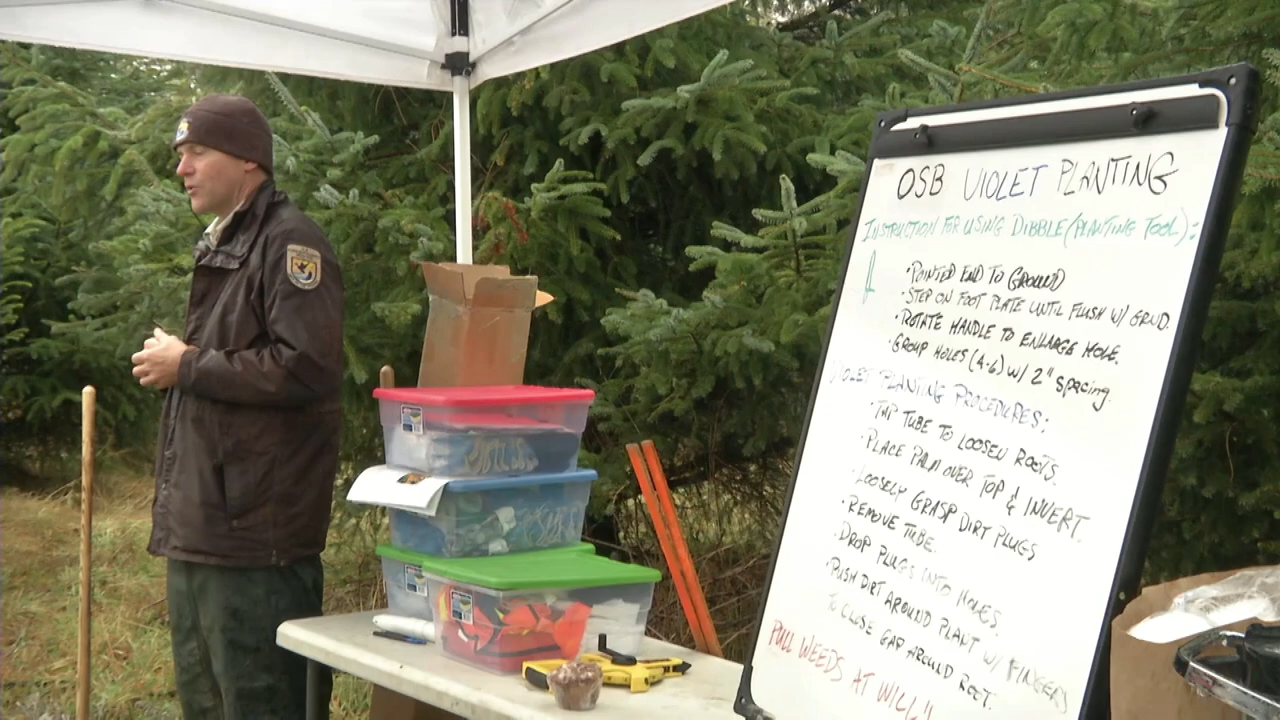 OSB VIOLET PLANTING
INSTRUCTION FOR USING DIBBLE (PLANTING TOOL):
• POINTED END TO GROUND
• STEP ON FOOT PLATE UNTIL FLUSH W/ GRND.
• ROTATE HANDLE TO ENLARGE HOLE.
• GROUP HOLES (4-6) W/ 2" SPACING.
VIOLET PLANTING PROCEDURES:
• TAP TUBE TO LOOSEN ROOTS.
• PLACE PALM OVER TOP & INVERT
• LOOSELY GRASP DIRT PLUGS
• REMOVE TUBE.
• DROP PLUGS INTO HOLES.
• PUSH DIRT AROUND PLANT W/ FINGERS
TO CLOSE GAP AROUND ROOT.
PULL WEEDS AT WILL"